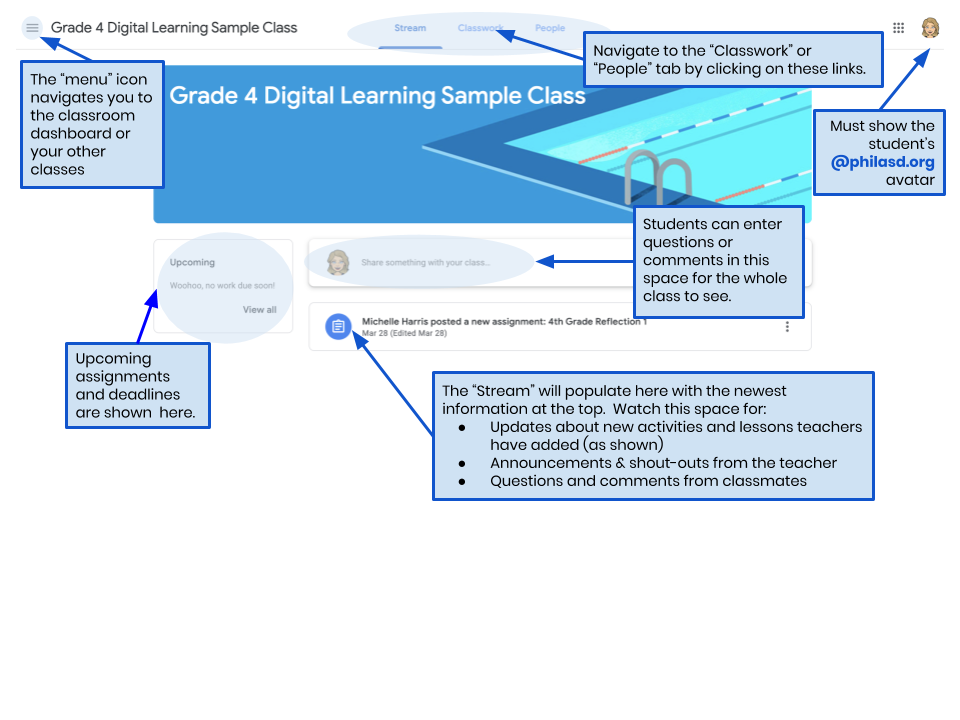 Grade 4 Digital Learning Sample Class
Stream
Classwork
People
Navigate to the “Classwork” or
“People” tab by clicking on these links.
The “menu” icon
navigates you to
the classroom
dashboard or
your other
classes
Grade 4 Digital Learning Sample Class
Must show the
student’s
@philasd.org
avatar
Students can enter
questions or
comments in this
space for the whole
class to see.
Upcoming
Woohoo, no work due soon!
View all
Share something with your class...
Michelle Harris posted a new assignment: 4th Grade Reflection 1
Mar 28 (Edited Mar 28)
Upcoming
assignments
and deadlines
are shown  here.
The “Stream” will populate here with the newest
information at the top.  Watch this space for:
● Updates about new activities and lessons teachers
have added (as shown)
● Announcements & shout-outs from the teacher
● Questions and comments from classmates